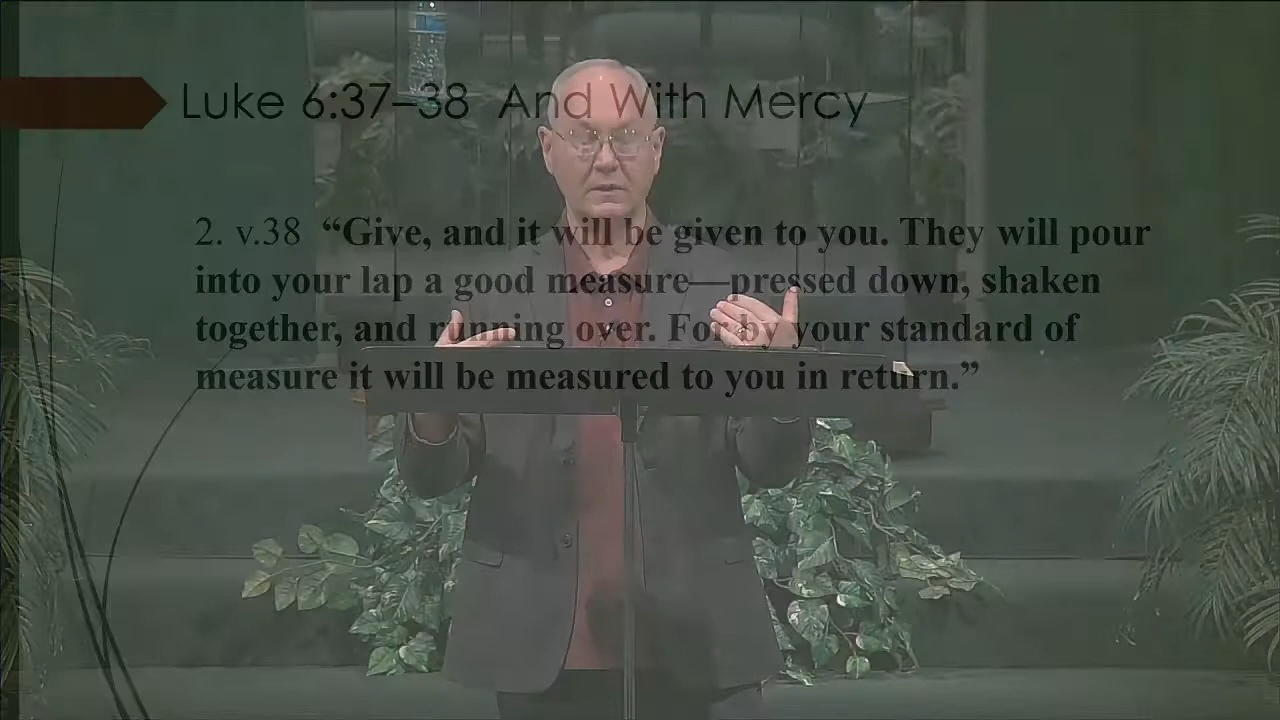 Luke 6:37–38 And With Mercy
2. v.38 “Give, and it will be given to you. They will pour
into your lap a good measure—pressed down, shaken
together, and running over. For by your standard of
measure it will be measured to you in return.”